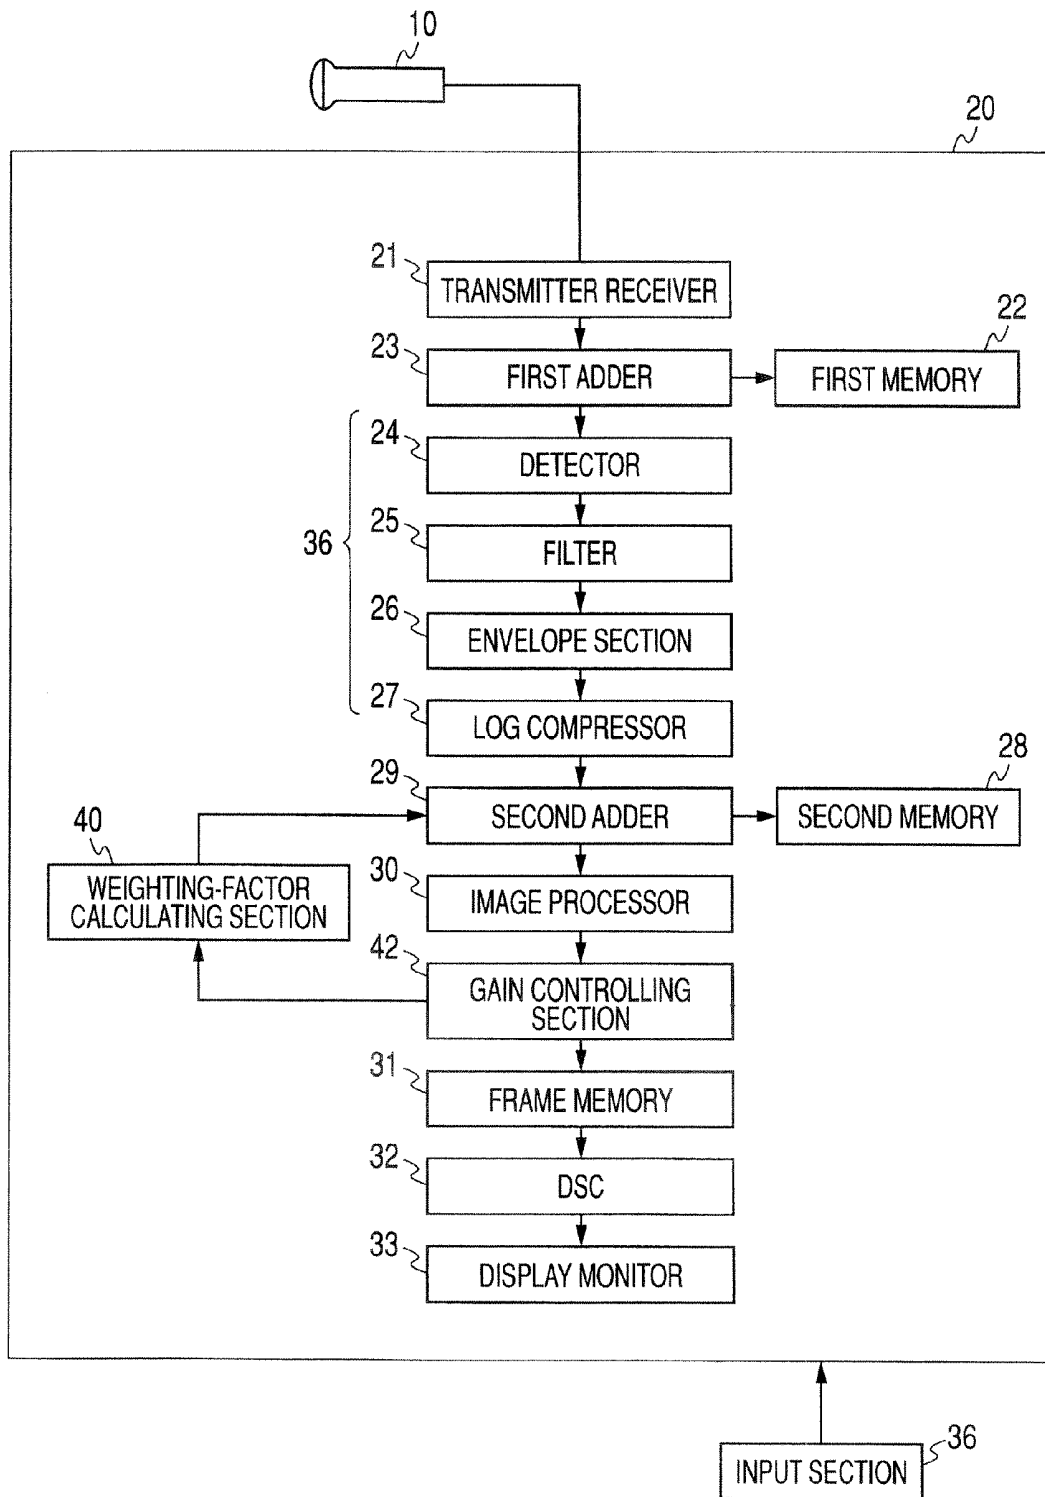 10
20
21
TRANSMITTER RECEIVER
22
23
FIRST ADDER
FIRST MEMORY
24
DETECTOR
25
36
FILTER
26
ENVELOPE SECTION
27
LOG COMPRESSOR
28
29
SECOND ADDER
SECOND MEMORY
40
WEIGHTING-FACTOR
CALCULATING SECTION
30
IMAGE PROCESSOR
42
GAIN CONTROLLING
SECTION
31
FRAME MEMORY
32
DSC
33
DISPLAY MONITOR
36
INPUT SECTION